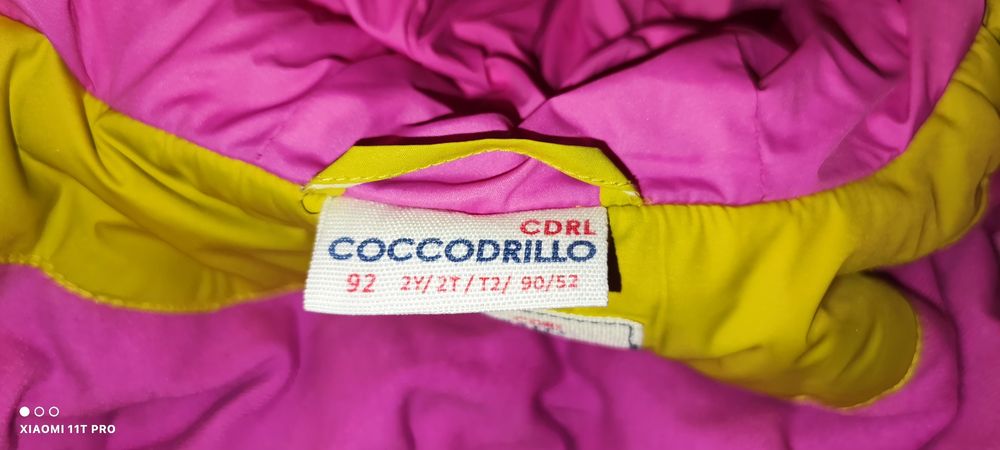 CDRL
COCCODRILLO
92 2Y/ 2T / T2/ 90/52
XIAOMI 11T PRO